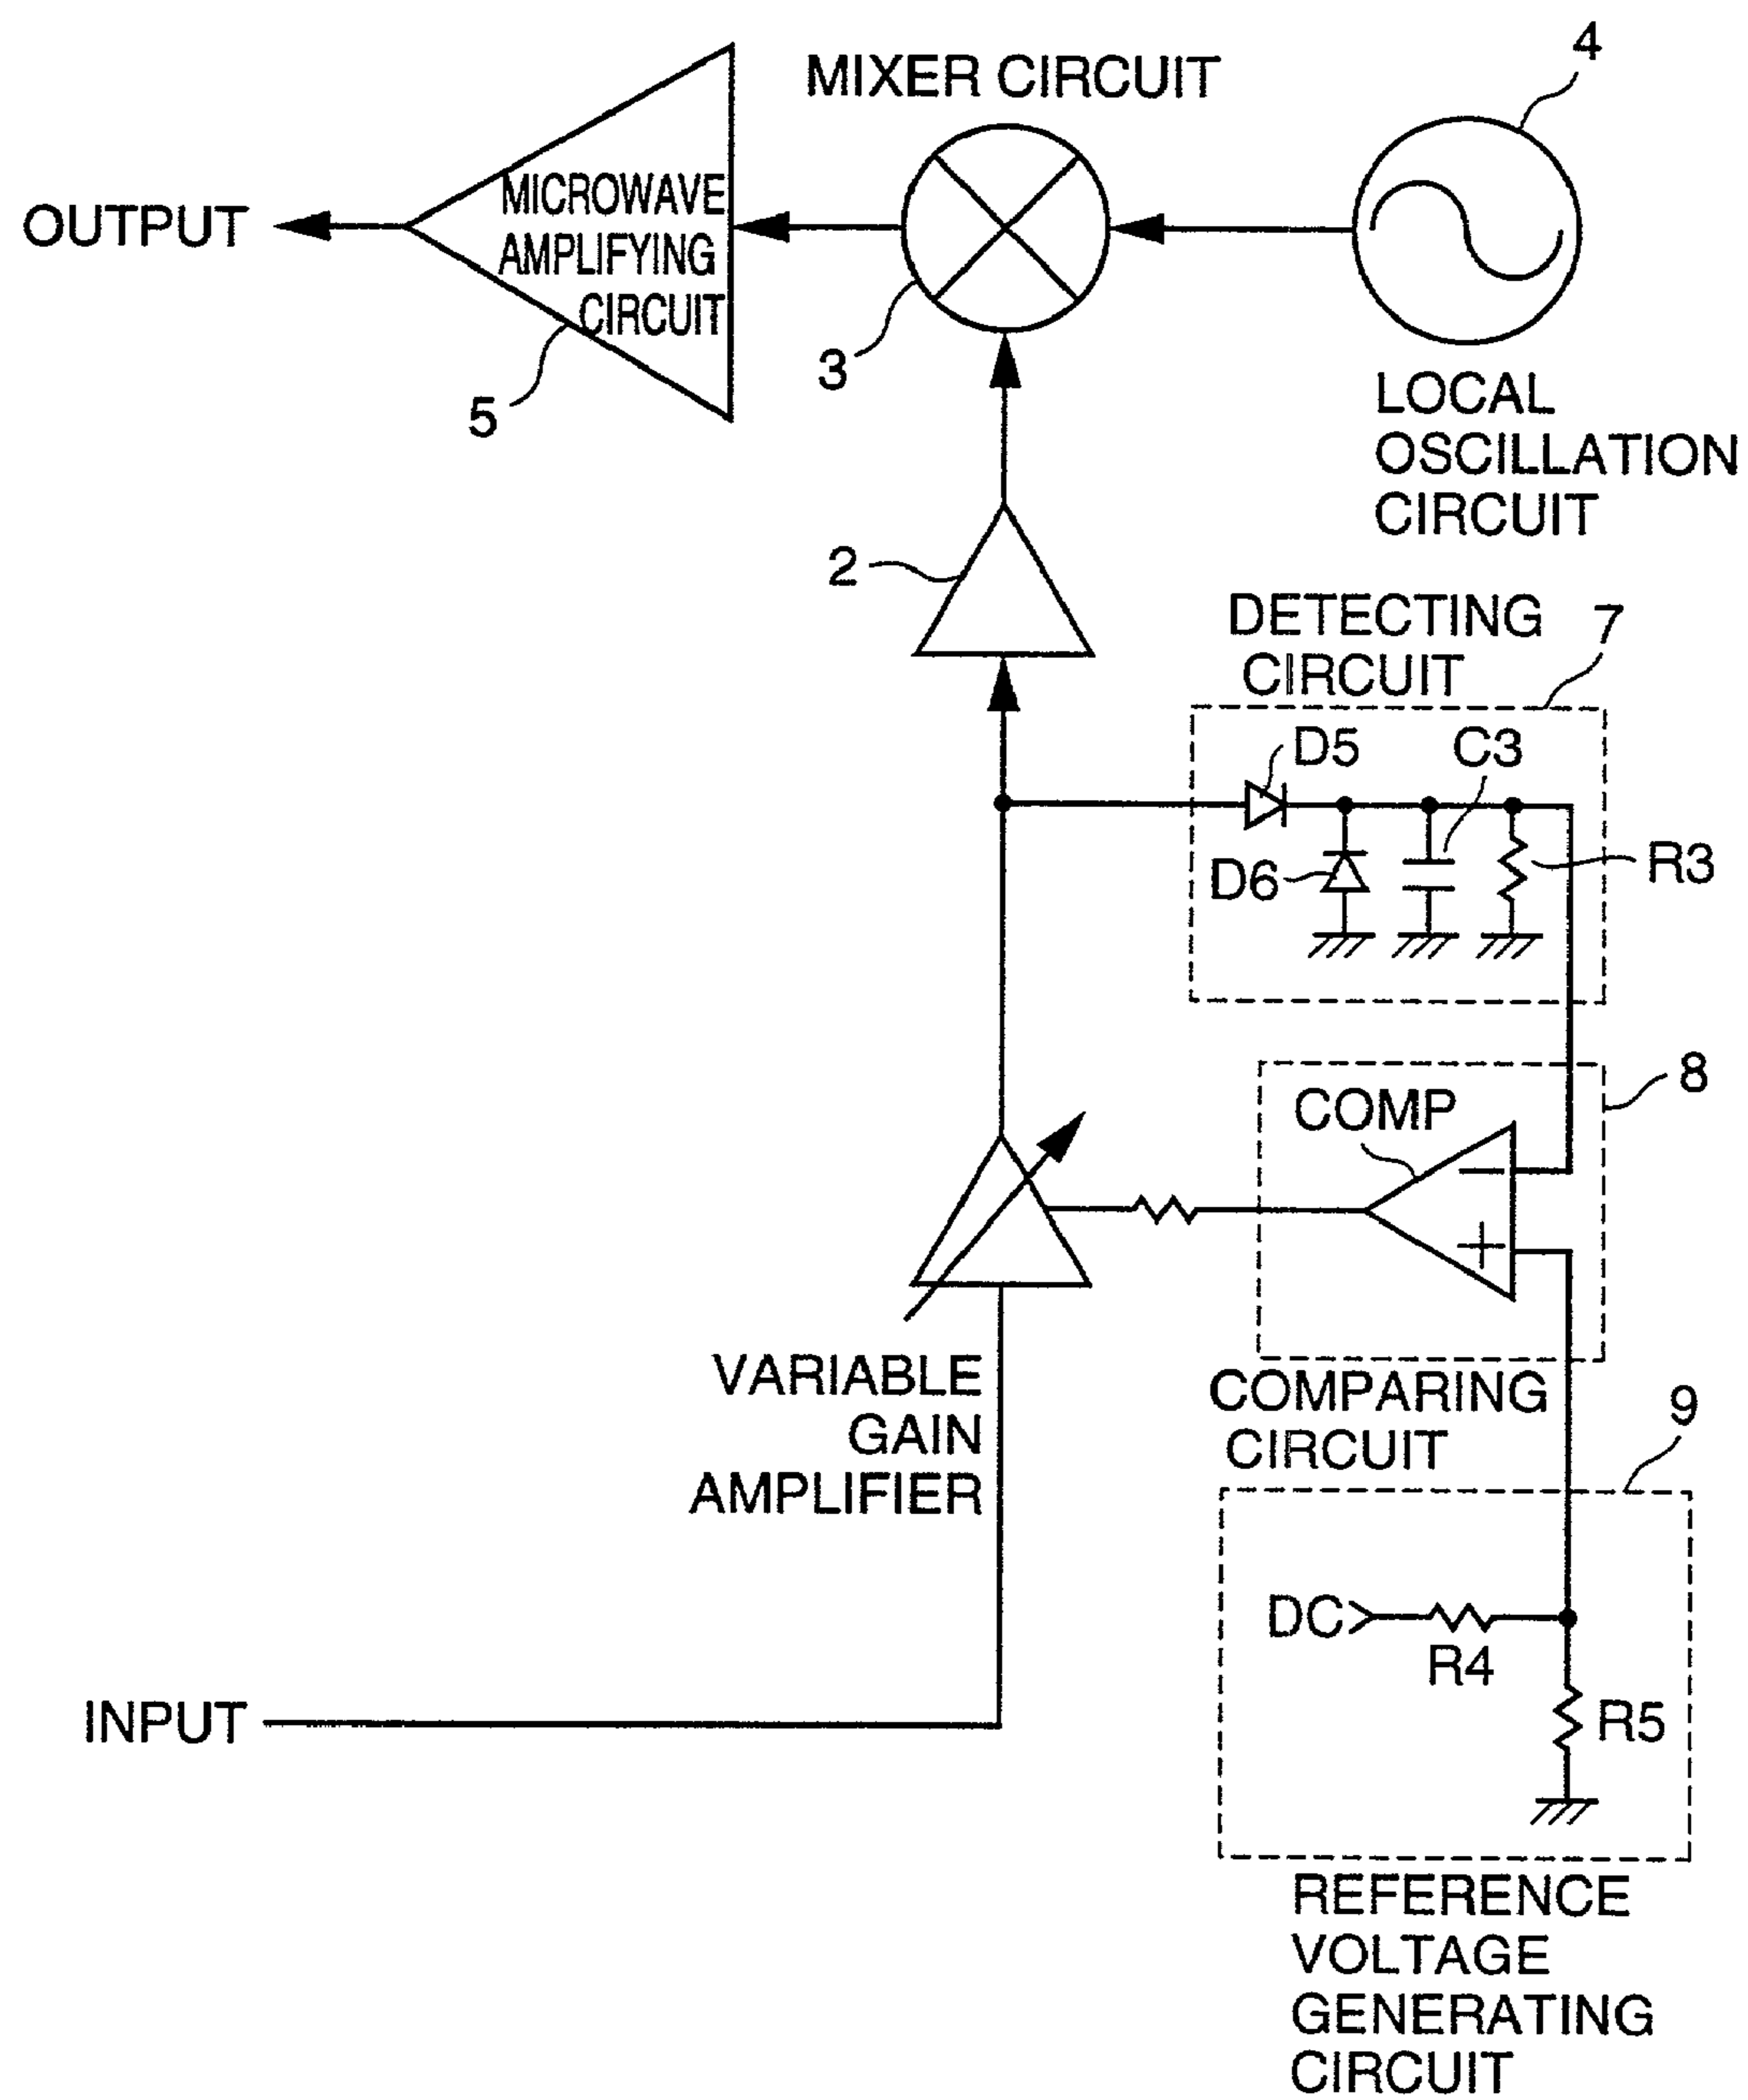 4
MIXER CIRCUIT
OUTPUT
MICROWAVE
AMPLIFYING
CIRCUIT
3
5
LOCAL
OSCILLATION
CIRCUIT
2
DETECTING
CIRCUIT
7
D5
C3
D6
R3
8
COMP
−
+
VARIABLE
GAIN
AMPLIFIER
COMPARING
CIRCUIT
9
DC
R4
R5
INPUT
REFERENCE
VOLTAGE
GENERATING
CIRCUIT